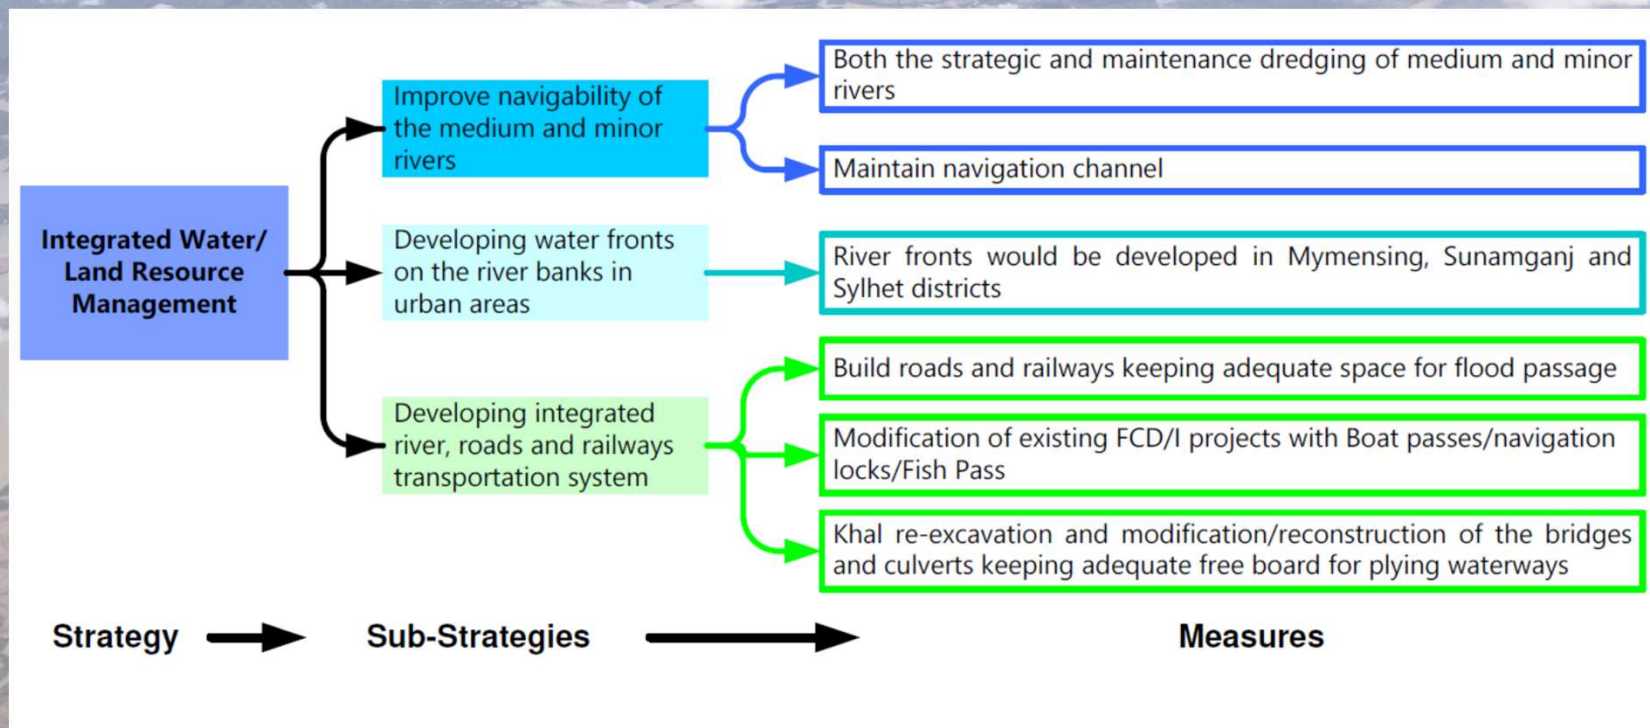 Integrated Water/
Land Resource
Management
Improve navigability of
the medium and minor
rivers
Both the strategic and maintenance dredging of medium and minor
rivers
Maintain navigation channel
Developing water fronts
on the river banks in
urban areas
River fronts would be developed in Mymensing, Sunamganj and
Sylhet districts
Developing integrated
river, roads and railways
transportation system
Build roads and railways keeping adequate space for flood passage
Modification of existing FCD/I projects with Boat passes/navigation
locks/Fish Pass
Khal re-excavation and modification/reconstruction of the bridges
and culverts keeping adequate free board for plying waterways
Strategy
Sub-Strategies
Measures